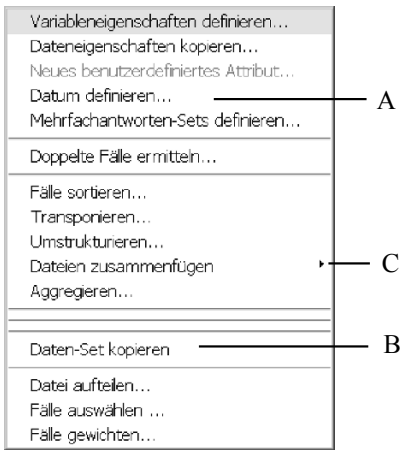 Variableneigenschaften definieren...
Dateneigenschaften kopieren...
Neues benutzerdefiniertes Attribut...
Datum definieren...
A
Mehrfachantworten-Sets definieren...
Doppelte Fälle ermitteln...
Fälle sortieren...
Transponieren...
Umstrukturieren...
Dateien zusammenfügen
C
Aggregieren...
Daten-Set kopieren
B
Datei aufteilen...
Fälle auswählen ...
Fälle gewichten...